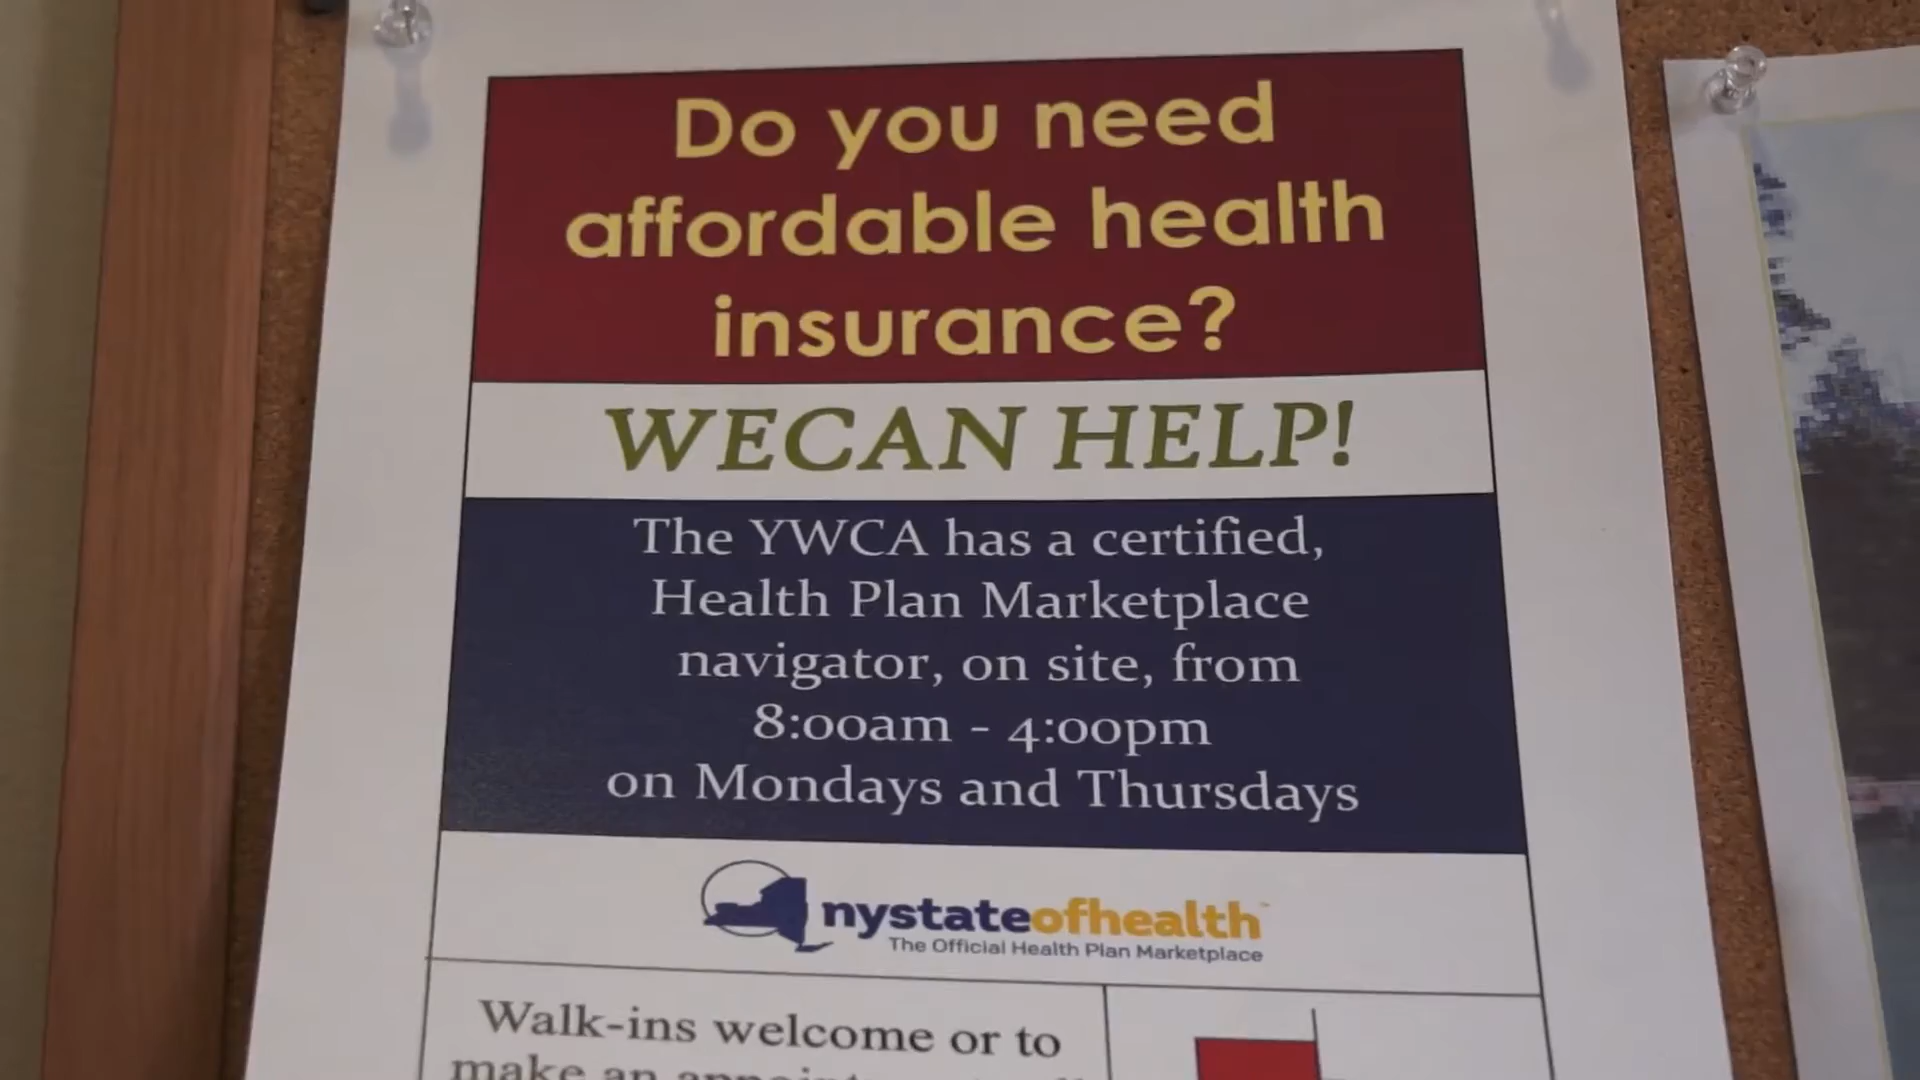 Do you need
affordable health
insurance?
WECAN HELP!
The YWCA has a certified,
Health Plan Marketplace
navigator, on site, from
8:00am - 4:00pm
on Mondays and Thursdays
nystateofhealth
The Official Health Plan Marketplace
Walk-ins welcome or to
make an